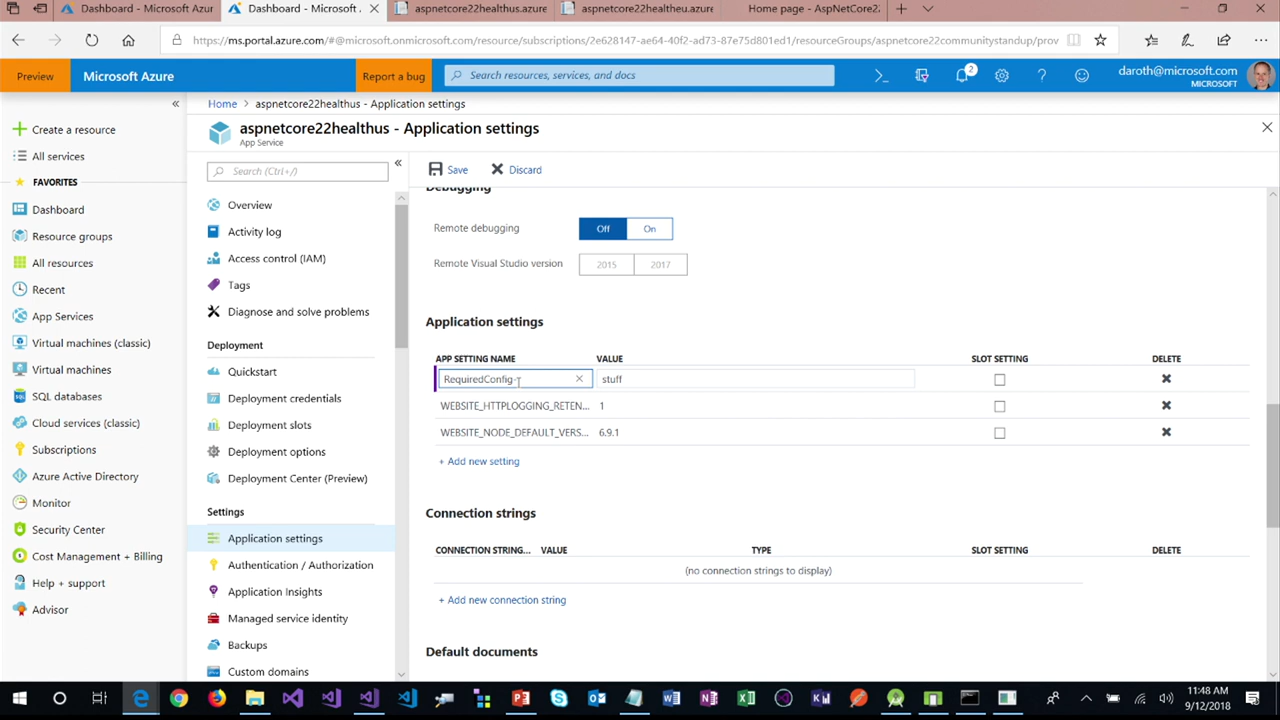 Dashboard - Microsoft Azur
Dashboard - Microsoft .
aspnetcore22healthus.azure
aspnetcore22healtheu.azure
Home page - AspNetCore2
https://ms.portal.azure.com/#@microsoft.onmicrosoft.com/resource/subscriptions/2e628147-ae64-40f2-ad73-87e75d801ed1/resourceGroups/aspnetcore22communitystandup/prov
Preview
Microsoft Azure
Report a bug
Search resources, services, and docs
2
daroth@microsoft.com
MICROSOFT
Home > aspnetcore22healthus - Application settings
aspnetcore22healthus - Application settings
App Service
Create a resource
All services
FAVORITES
Dashboard
Resource groups
All resources
Recent
App Services
Virtual machines (classic)
Virtual machines
SQL databases
Cloud services (classic)
Subscriptions
Azure Active Directory
Monitor
Security Center
Cost Management + Billing
Help + support
Advisor
Search (Ctrl+/)
Overview
Activity log
Access control (IAM)
Tags
Diagnose and solve problems
Deployment
Quickstart
Deployment credentials
Deployment slots
Deployment options
Deployment Center (Preview)
Settings
Application settings
Authentication / Authorization
Application Insights
Managed service identity
Backups
Custom domains
Save
Discard
Debugging
Remote debugging
Off
On
Remote Visual Studio version
2015
2017
Application settings
APP SETTING NAME
VALUE
SLOT SETTING
DELETE
RequiredConfig-
stuff
WEBSITE_HTTPLOGGING_RETEN...
1
WEBSITE_NODE_DEFAULT_VERS...
6.9.1
+ Add new setting
Connection strings
CONNECTION STRING...
VALUE
TYPE
SLOT SETTING
DELETE
(no connection strings to display)
+ Add new connection string
Default documents
11:48 AM
9/12/2018